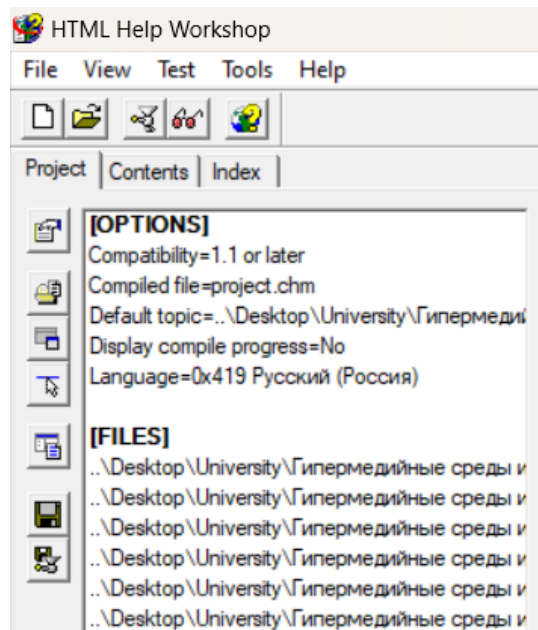 HTML Help Workshop
File View Test Tools Help
Project Contents Index
[OPTIONS]
Compatibility=1.1 or later
Compiled file=project.chm
Default topic=..\Desktop\University\Гипермеди
Display compile progress=No
Language=0x419 Русский (Россия)
[FILES]
..\Desktop\University\Гипермедийные среды и
..\Desktop\University\Гипермедийные среды и
..\Desktop\University\Гипермедийные среды и
..\Desktop\University\Гипермедийные среды и
..\Desktop\University\Гипермедийные среды и
..\Desktop\University\Гипермедийные среды и